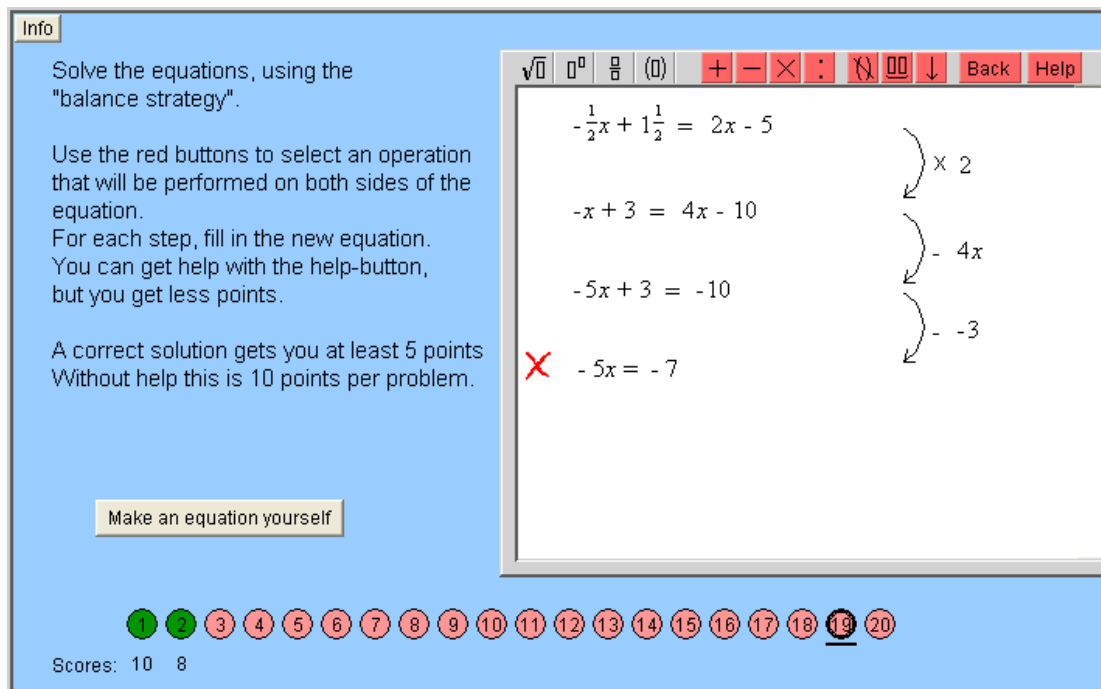 Info
Solve the equations, using the
"balance strategy".
Use the red buttons to select an operation
that will be performed on both sides of the
equation.
For each step, fill in the new equation.
You can get help with the help-button,
but you get less points.
A correct solution gets you at least 5 points
Without help this is 10 points per problem.
Make an equation yourself
√▯ ▯▯ ▯/▯ (▯) + − × : ↓ Back Help
-1/2x + 1 1/2 = 2x - 5
× 2
-x + 3 = 4x - 10
- 4x
-5x + 3 = -10
- -3
- 5x = - 7
1 2 3 4 5 6 7 8 9 10 11 12 13 14 15 16 17 18 19 20
Scores: 10 8